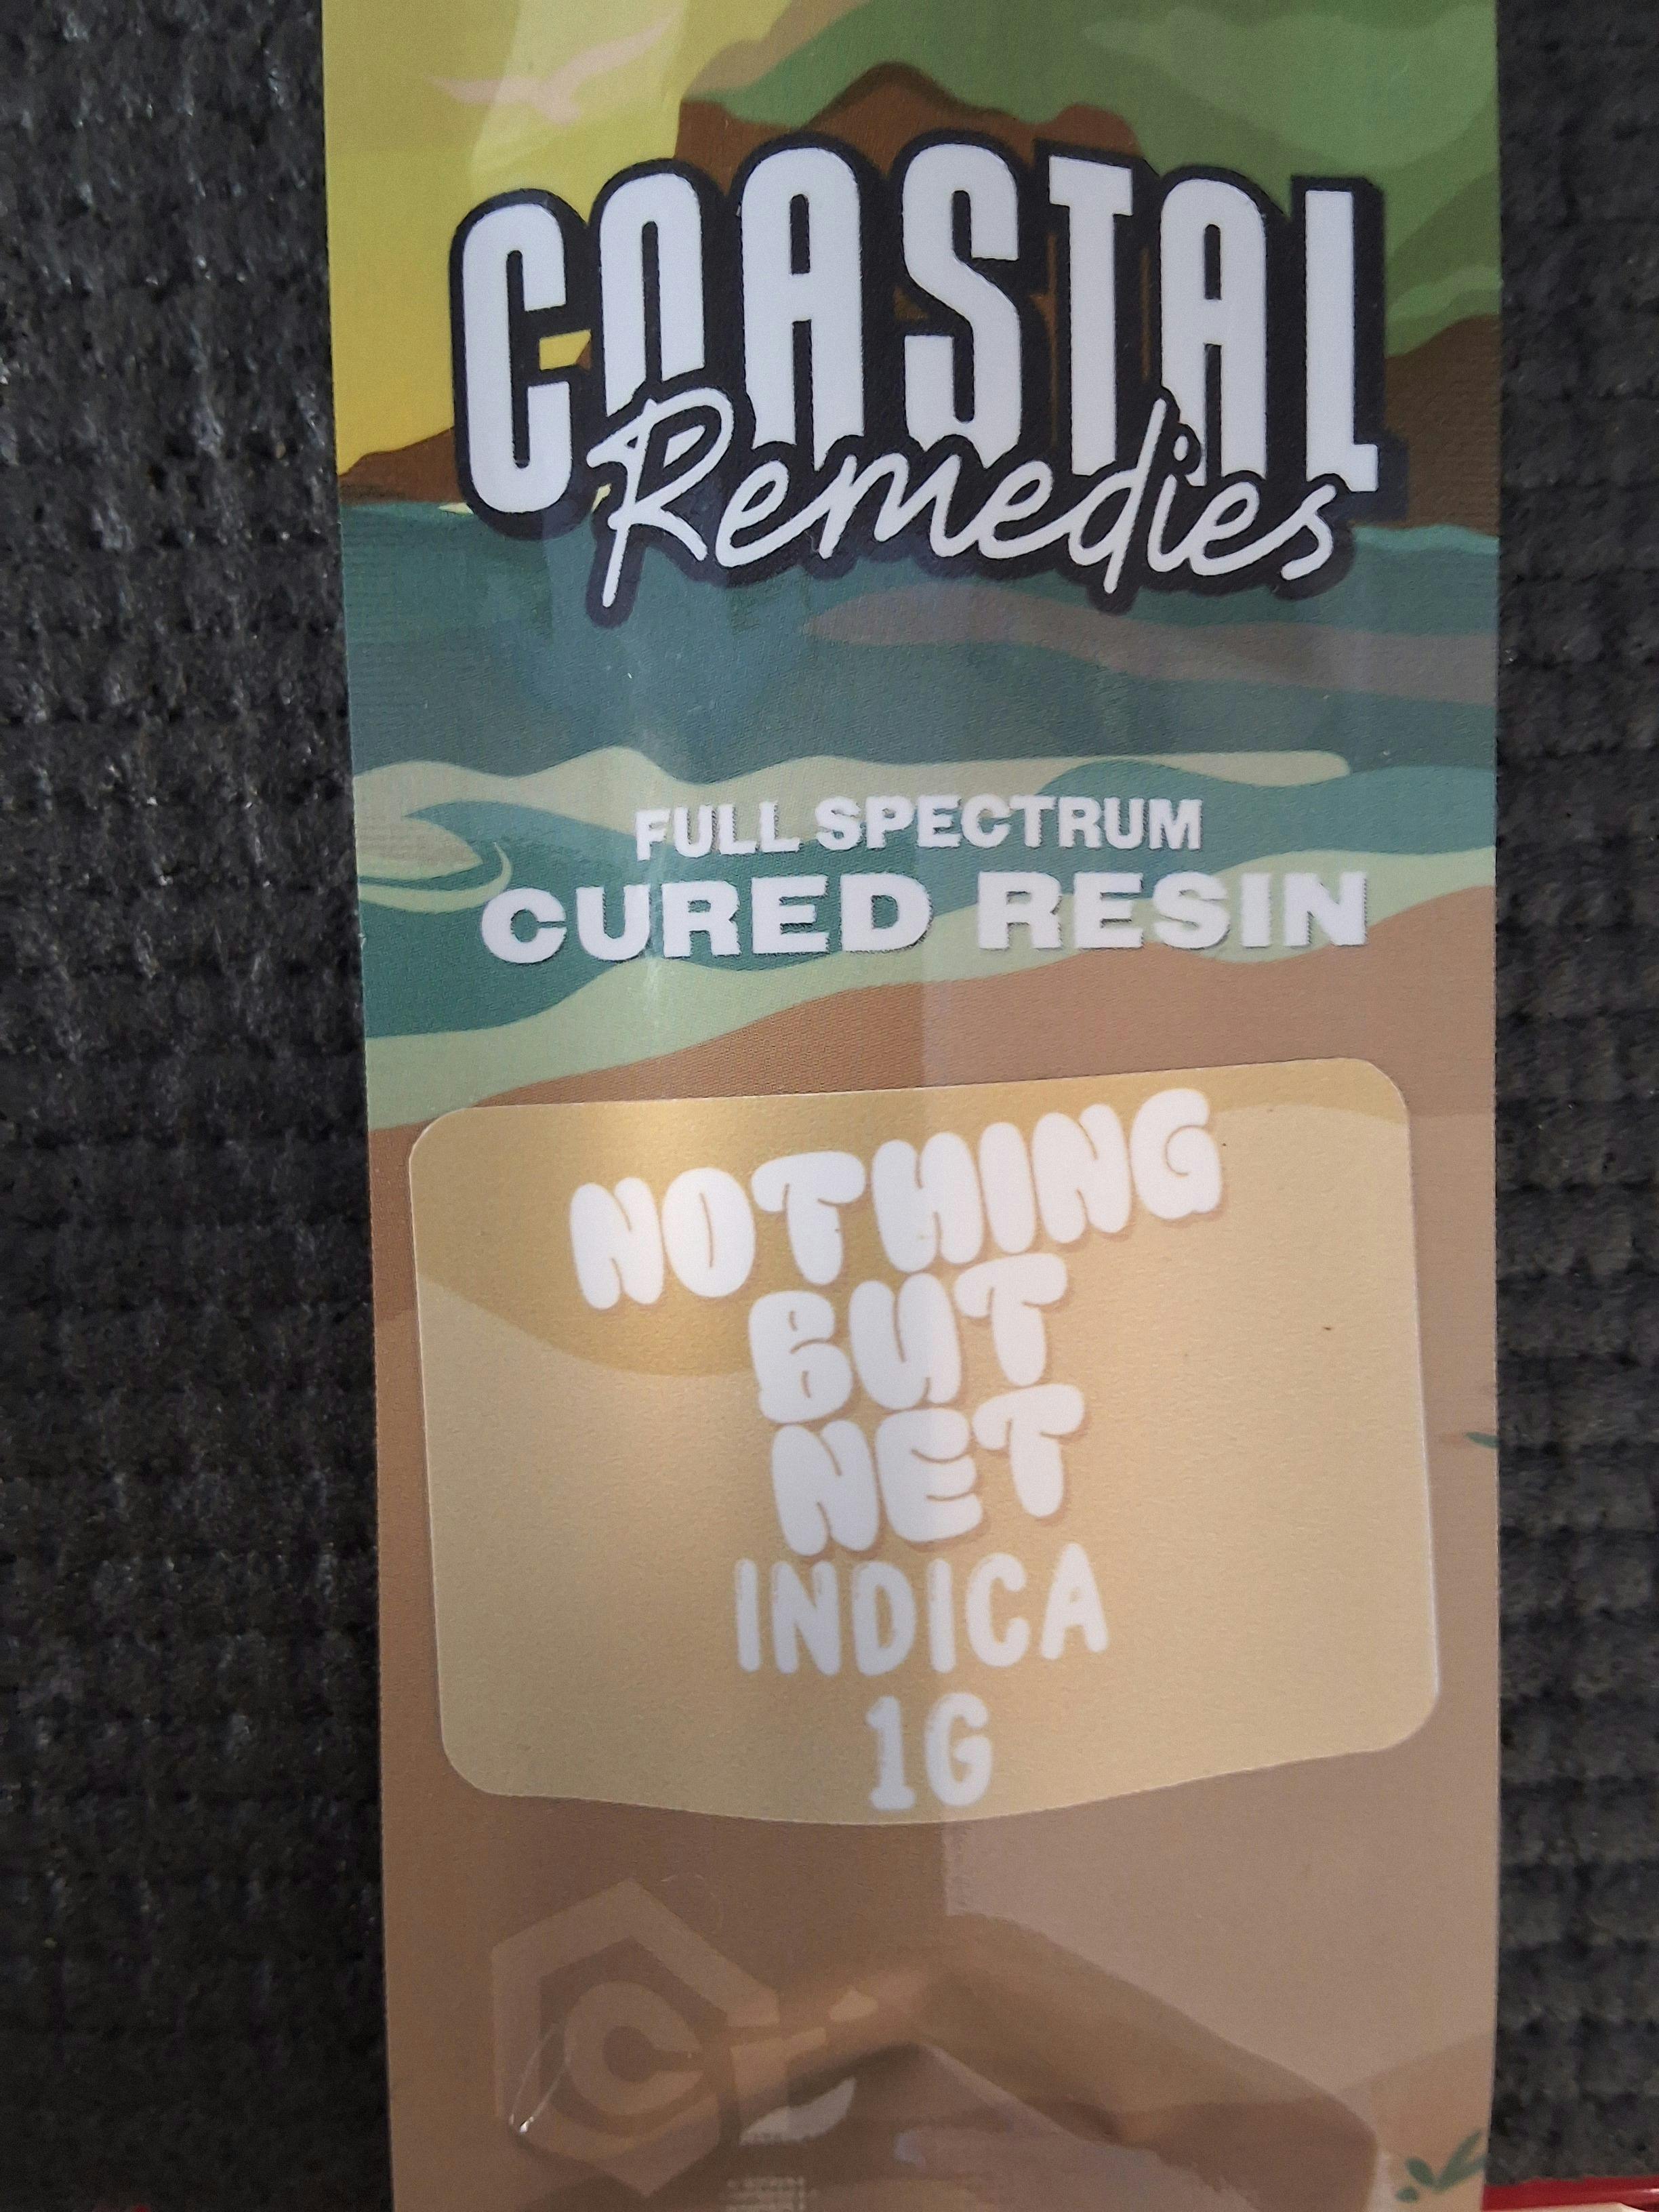 COASTAL
Remedies
FULL SPECTRUM
CURED RESIN
NOTHING
BUT
NET
INDICA
1G
C